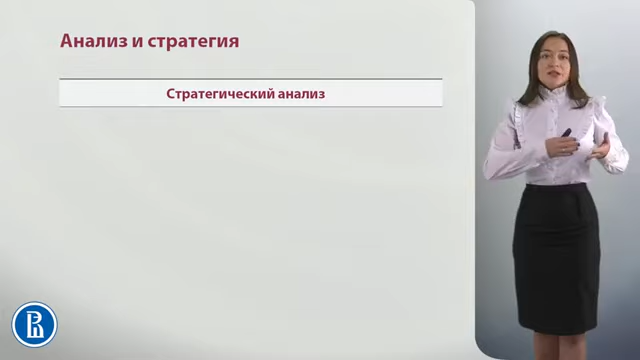 Анализ и стратегия
Стратегический анализ